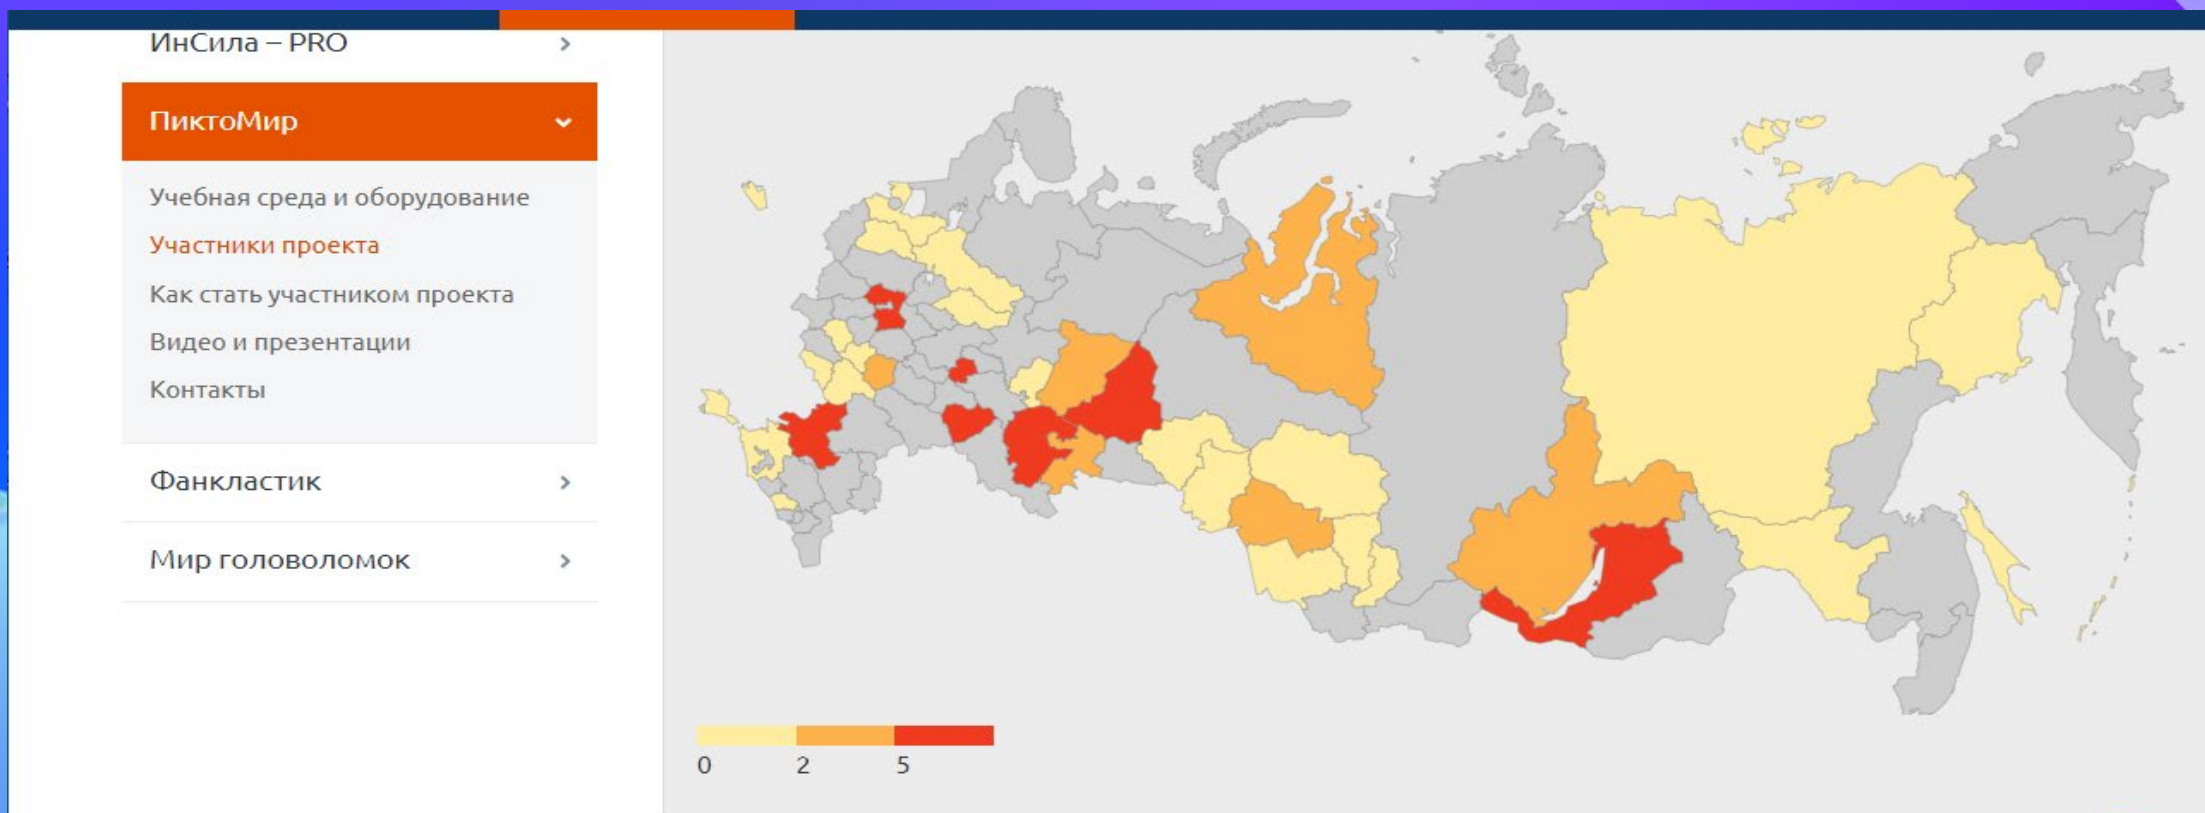 ИнСила – PRO
ПиктоМир
Учебная среда и оборудование
Участники проекта
Как стать участником проекта
Видео и презентации
Контакты
Фанкластик
Мир головоломок
0 2 5